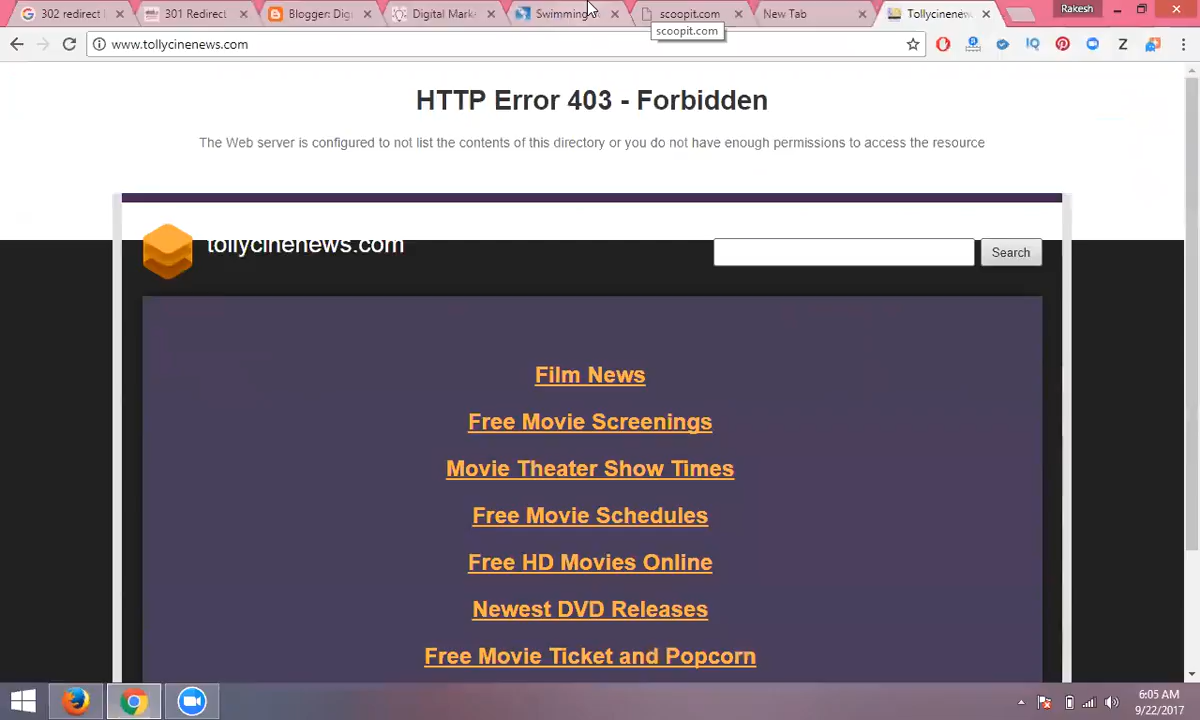 302 redirect
301 Redirect
Blogger: Digi
Digital Mark
Swimming
scoopit.com
New Tab
Tollycinenew
Rakesh
scoopit.com
www.tollycinenews.com
HTTP Error 403 - Forbidden
The Web server is configured to not list the contents of this directory or you do not have enough permissions to access the resource
tollycinenews.com
Search
Film News
Free Movie Screenings
Movie Theater Show Times
Free Movie Schedules
Free HD Movies Online
Newest DVD Releases
Free Movie Ticket and Popcorn
6:05 AM
9/22/2017